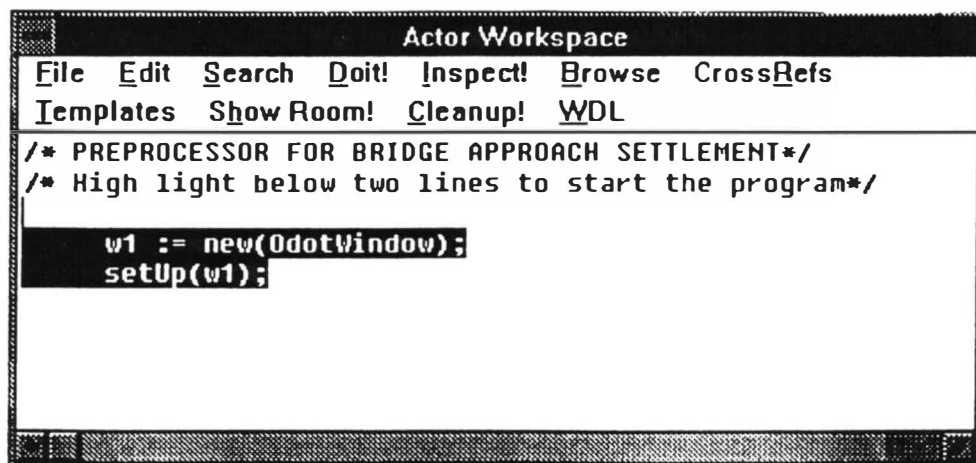 Actor Workspace
File Edit Search Doit! Inspect! Browse CrossRefs
Templates Show Room! Cleanup! WDL
/* PREPROCESSOR FOR BRIDGE APPROACH SETTLEMENT*/
/* High light below two lines to start the program*/
w1 := new(OdotWindow);
setUp(w1);